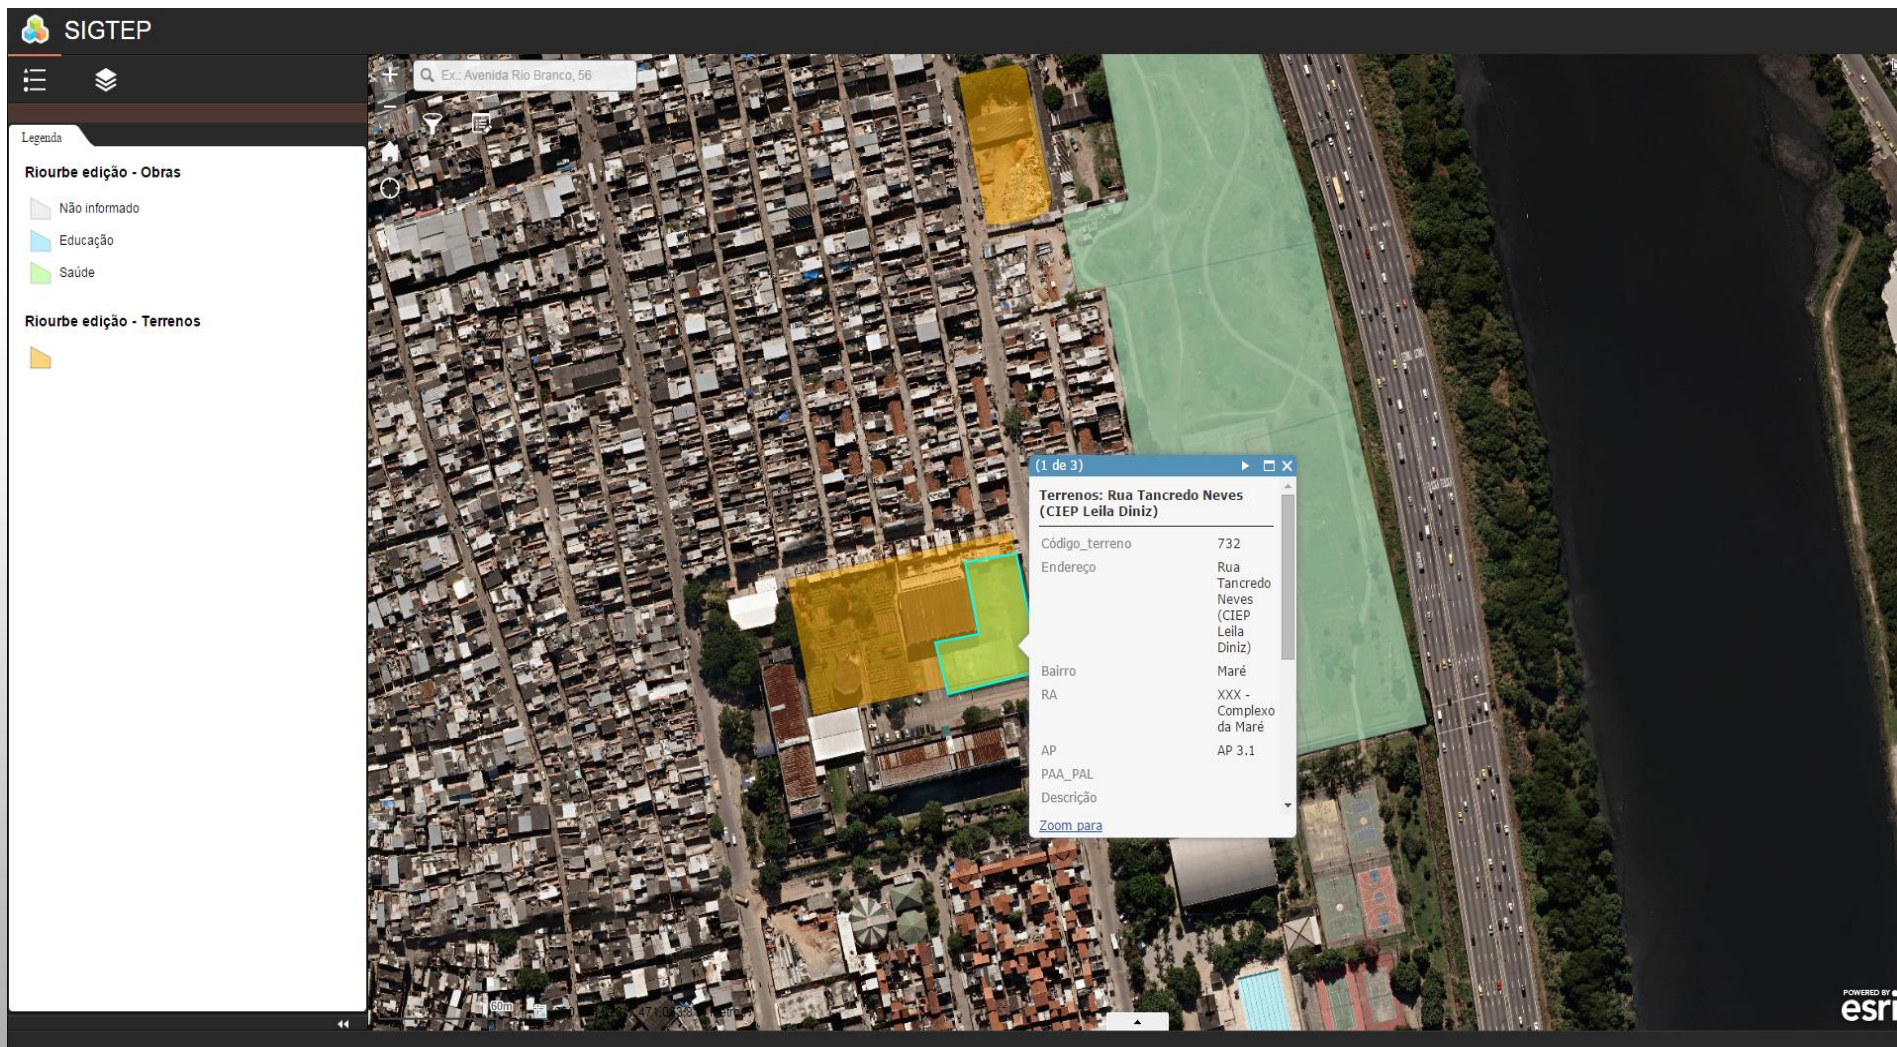 SIGTEP
Ex.: Avenida Rio Branco, 56
Legenda
Riourbe edição - Obras
Não informado
Educação
Saúde
Riourbe edição - Terrenos
(1 de 3)
Terrenos: Rua Tancredo Neves
(CIEP Leila Diniz)
Código_terreno 732
Endereço Rua
Tancredo
Neves
(CIEP
Leila
Diniz)
Bairro Maré
RA XXX -
Complexo
da Maré
AP AP 3.1
PAA_PAL
Descrição
Zoom para
60m
POWERED BY
esri